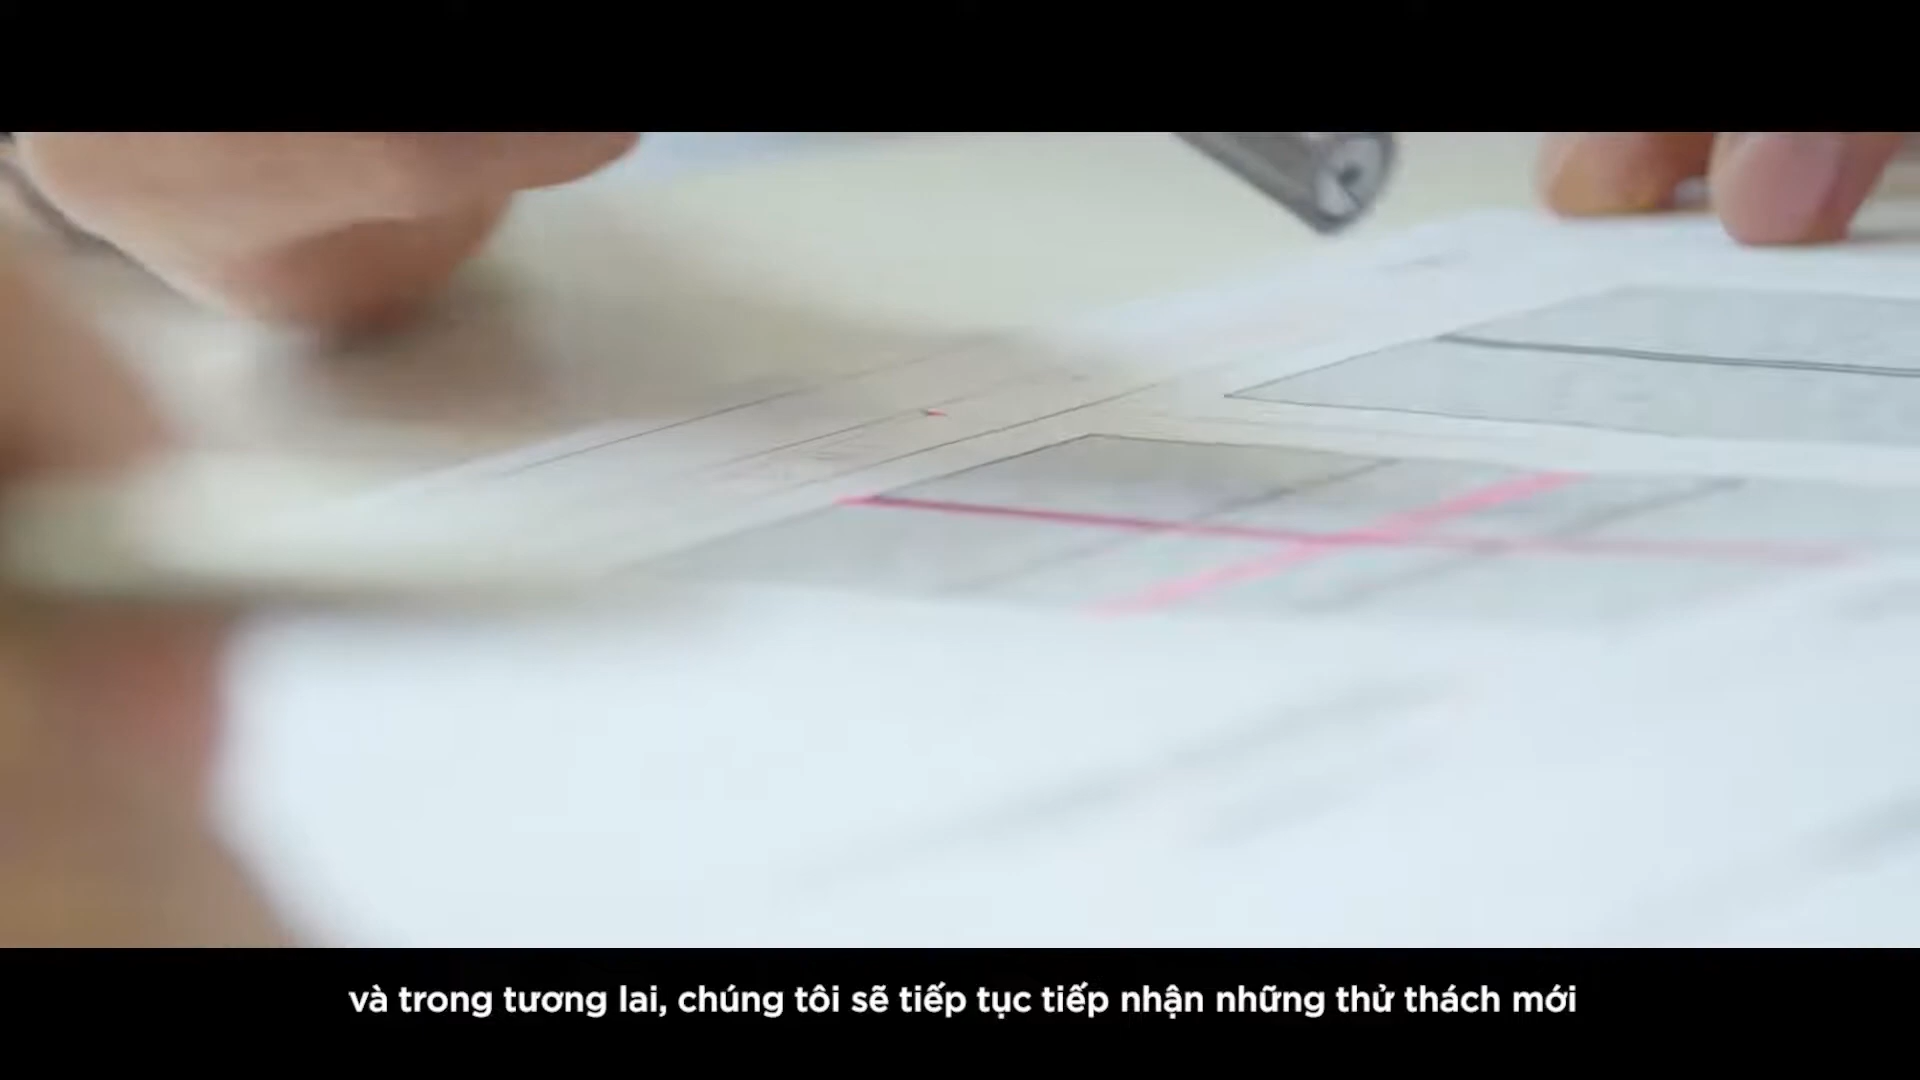 và trong tương lai, chúng tôi sẽ tiếp tục tiếp nhận những thử thách mới